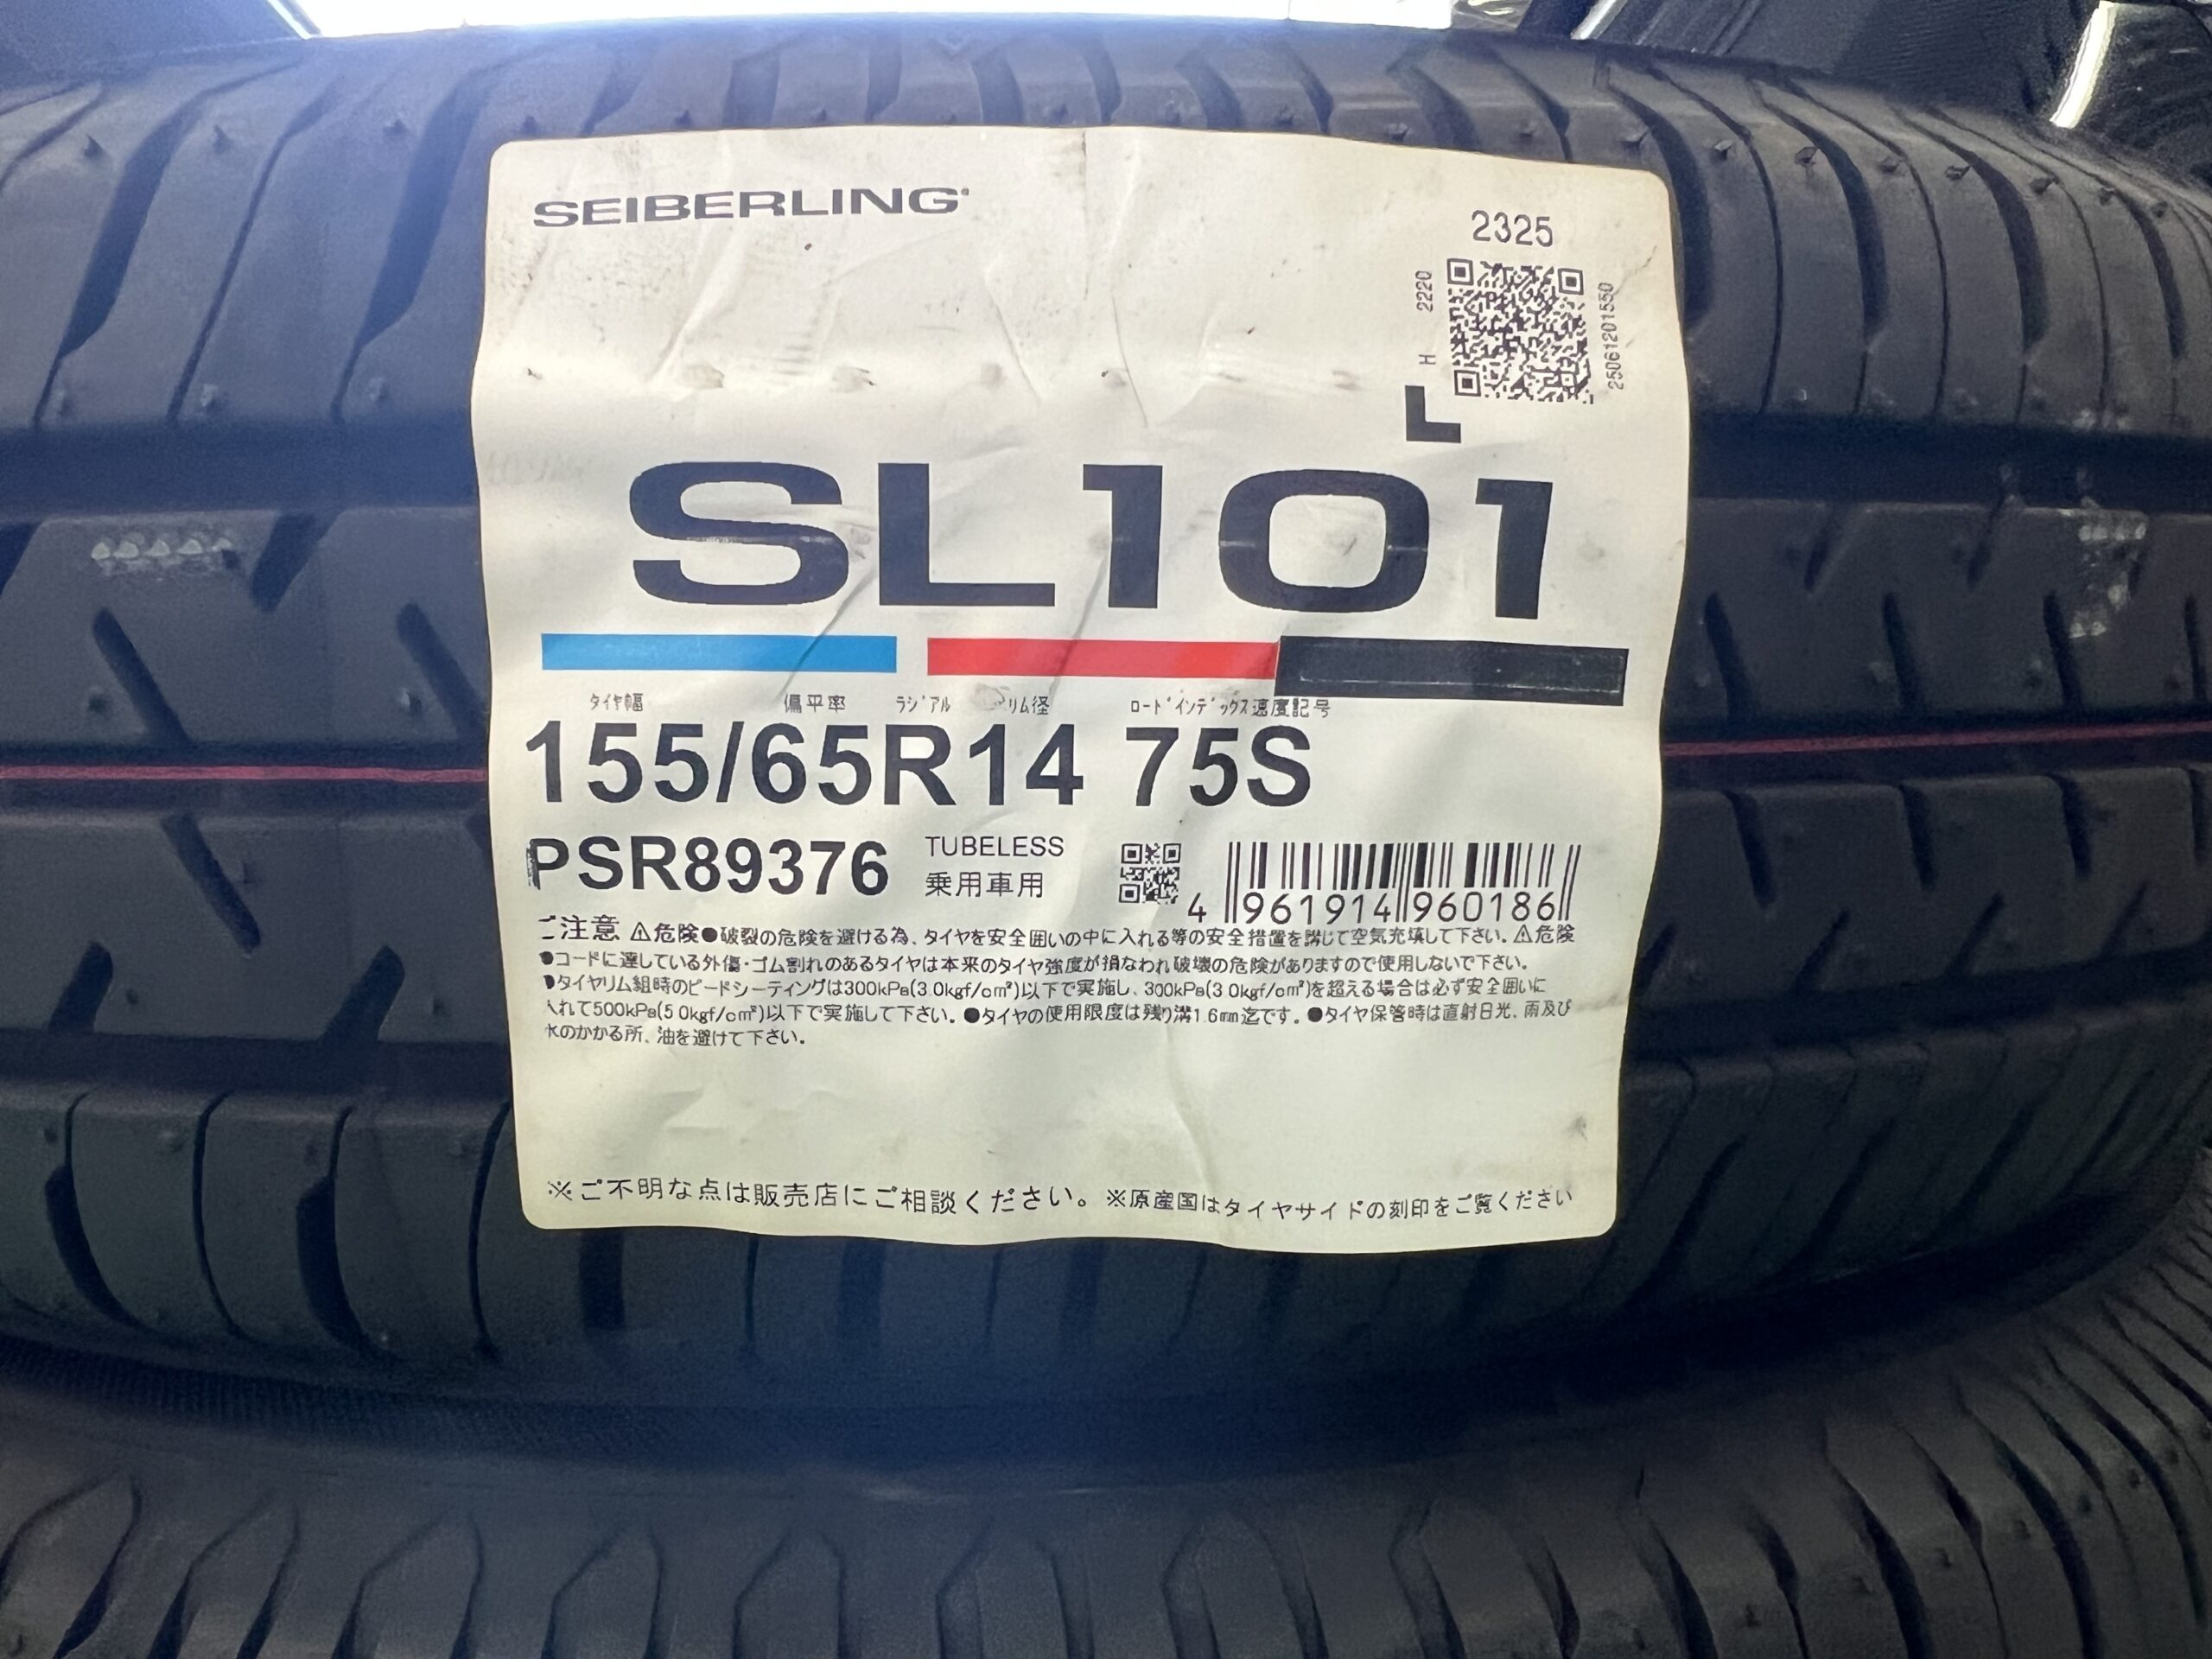 SEIBERLING
2325
H 2220
250612015550
L
SL101
タイヤ幅 偏平率 ラジアル リム径 ロードインデックス速度記号
155/65R14 75S
PSR89376 TUBELESS
乗用車用
4 961914 960186
ご注意 ⚠危険●破裂の危険を避ける為、タイヤを安全囲いの中に入れる等の安全措置を講じて空気充填して下さい。⚠危険
●コードに達している外傷・ゴム割れのあるタイヤは本来のタイヤ強度が損なわれ破壊の危険がありますので使用しないで下さい。
●タイヤリム組時のビードシーティングは300kPa(3.0kgf/cm²)以下で実施し、300kPa(3.0kgf/cm²)を超える場合は必ず安全囲いに
入れて500kPa(5.0kgf/cm²)以下で実施して下さい。●タイヤの使用限度は残り溝1.6mm迄です。●タイヤ保管時は直射日光、雨及び
水のかかる所、油を避けて下さい。
※ご不明な点は販売店にご相談ください。※原産国はタイヤサイドの刻印をご覧ください